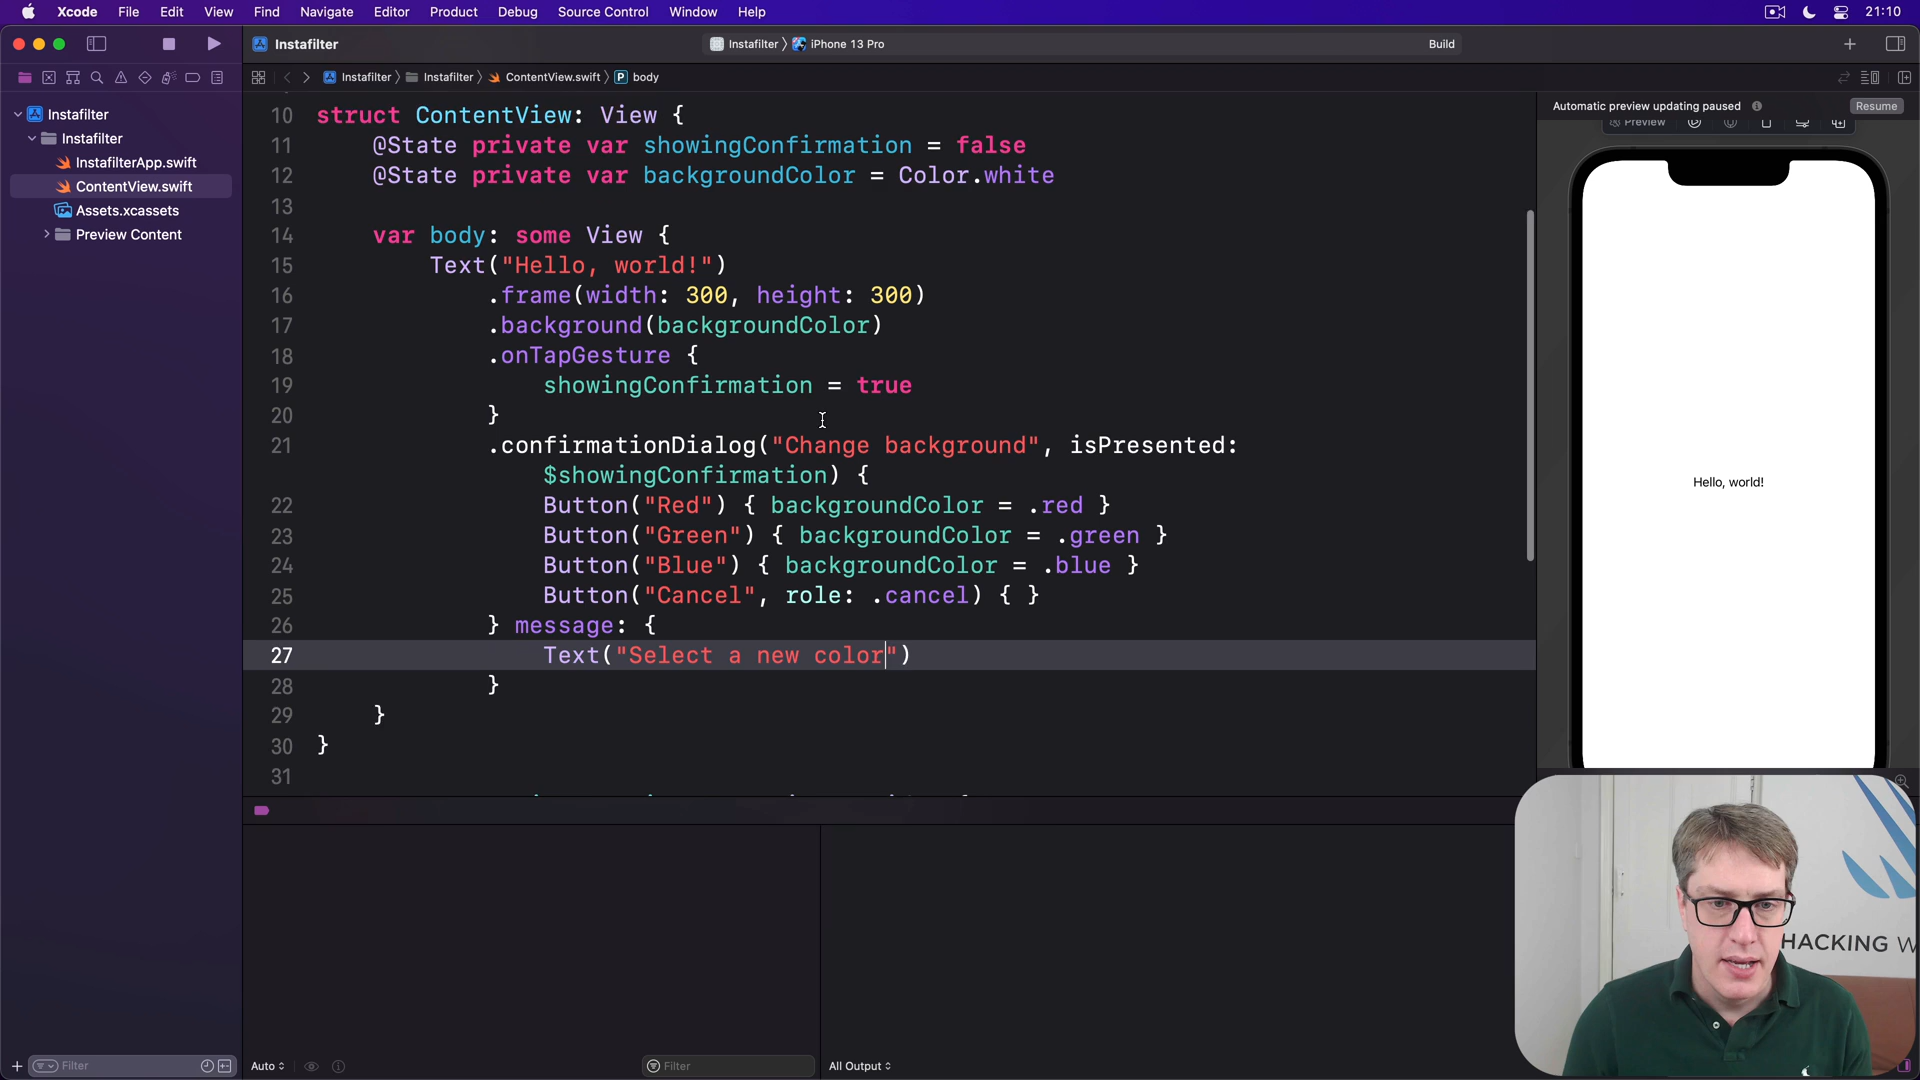 Xcode File Edit View Find Navigate Editor Product Debug Source Control Window Help 21:10
Instafilter
Instafilter iPhone 13 Pro
Build
Instafilter Instafilter ContentView.swift P body
Instafilter
Instafilter
InstafilterApp.swift
ContentView.swift
Assets.xcassets
Preview Content
10 struct ContentView: View {
11 @State private var showingConfirmation = false
12 @State private var backgroundColor = Color.white
13
14 var body: some View {
15 Text("Hello, world!")
16 .frame(width: 300, height: 300)
17 .background(backgroundColor)
18 .onTapGesture {
19 showingConfirmation = true
20 }
21 .confirmationDialog("Change background", isPresented:
$showingConfirmation) {
22 Button("Red") { backgroundColor = .red }
23 Button("Green") { backgroundColor = .green }
24 Button("Blue") { backgroundColor = .blue }
25 Button("Cancel", role: .cancel) { }
26 } message: {
27 Text("Select a new color")
28 }
29 }
30 }
31
Automatic preview updating paused Resume
Preview
Hello, world!
HACKING W
Filter
Auto
Filter
All Output